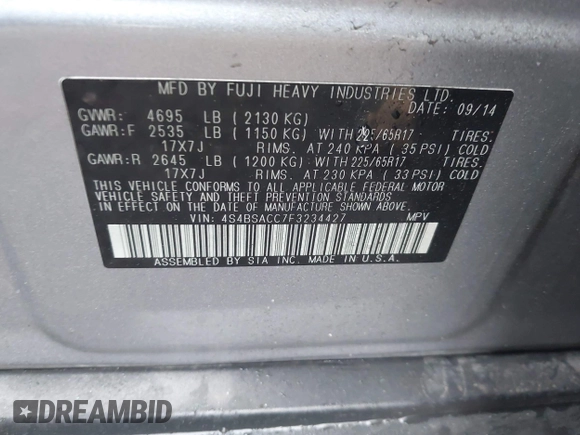 MFD BY FUJI HEAVY INDUSTRIES LTD.
DATE: 09/14
GVWR: 4695 LB (2130 KG)
GAWR:F 2535 LB (1150 KG) WITH 225/65R17 TIRES.
17X7J RIMS. AT 240 KPA (35 PSI) COLD
GAWR:R 2645 LB (1200 KG) WITH 225/65R17 TIRES.
17X7J RIMS. AT 230 KPA (33 PSI) COLD
THIS VEHICLE CONFORMS TO ALL APPLICABLE FEDERAL MOTOR
VEHICLE SAFETY AND THEFT PREVENTION STANDARDS IN EFFECT
ON THE DATE OF MANUFACTURE SHOWN ABOVE.
VIN: 4S4BSACC7F3234427 MPV
ASSEMBLED BY SIA INC. MADE IN U.S.A.
DREAMBID